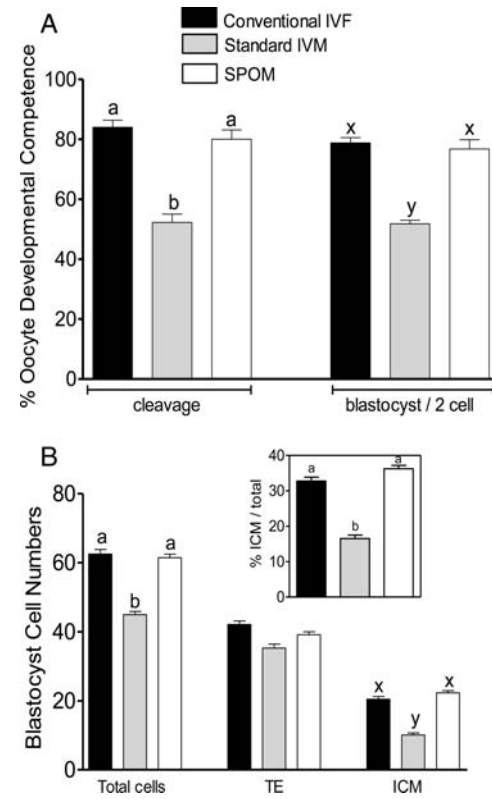 A
Conventional IVF
Standard IVM
SPOM
% Oocyte Developmental Competence
100
80
60
40
20
0
a
b
a
x
y
x
cleavage
blastocyst / 2 cell
B
Blastocyst Cell Numbers
80
60
40
20
0
a
b
a
x
y
x
Total cells
TE
ICM
% ICM / total
40
30
20
10
0
a
b
a